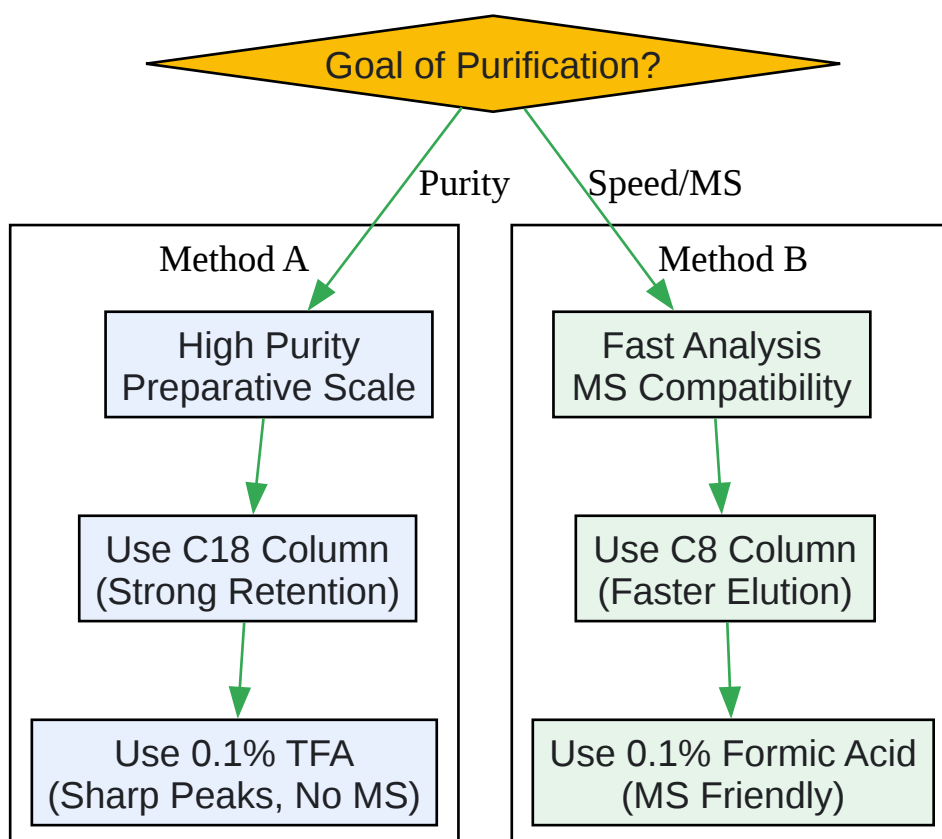 Goal of Purification?
Purity
Speed/MS
Method A
Method B
High Purity
Preparative Scale
Fast Analysis
MS Compatibility
Use C18 Column
(Strong Retention)
Use C8 Column
(Faster Elution)
Use 0.1% TFA
(Sharp Peaks, No MS)
Use 0.1% Formic Acid
(MS Friendly)